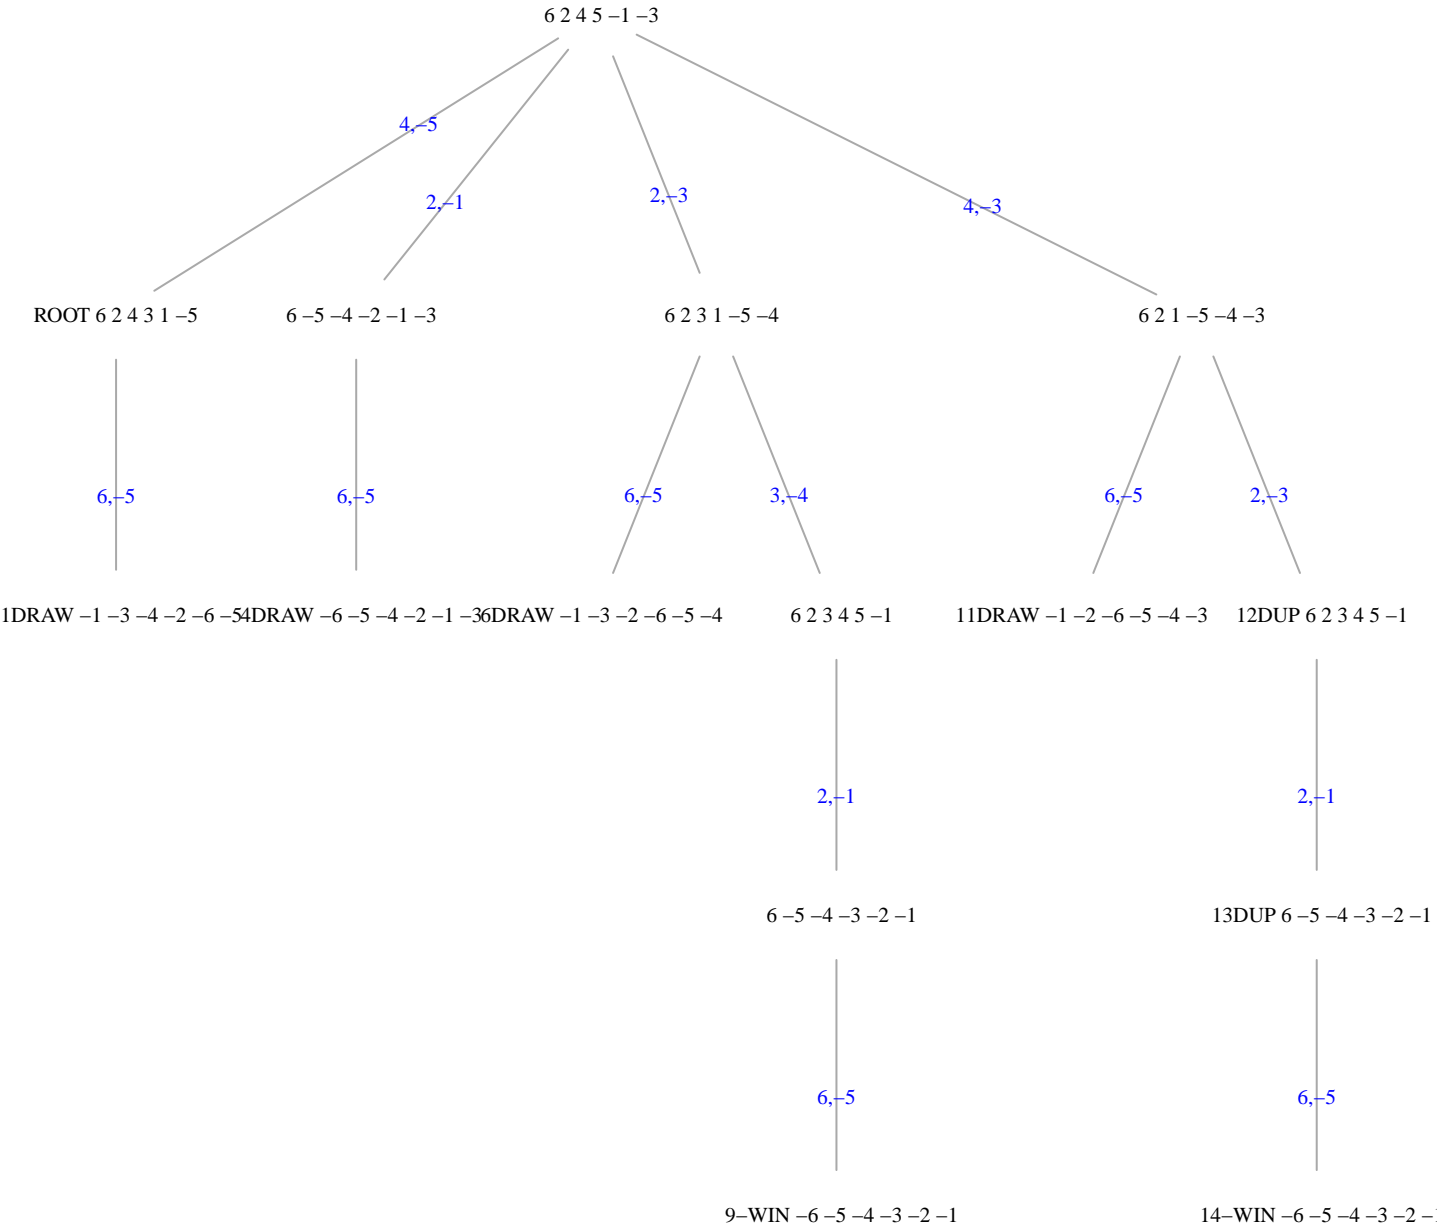 6 2 4 5 –1 –3
4,–5
2,–1
2,–3
4,–3
ROOT 6 2 4 3 1 –5
6 –5 –4 –2 –1 –3
6 2 3 1 –5 –4
6 2 1 –5 –4 –3
6,–5
6,–5
6,–5
3,–4
6,–5
2,–3
1DRAW –1 –3 –4 –2 –6 –5
4DRAW –6 –5 –4 –2 –1 –3
6DRAW –1 –3 –2 –6 –5 –4
6 2 3 4 5 –1
11DRAW –1 –2 –6 –5 –4 –3
12DUP 6 2 3 4 5 –1
2,–1
2,–1
6 –5 –4 –3 –2 –1
13DUP 6 –5 –4 –3 –2 –1
6,–5
6,–5
9–WIN –6 –5 –4 –3 –2 –1
14–WIN –6 –5 –4 –3 –2 –1